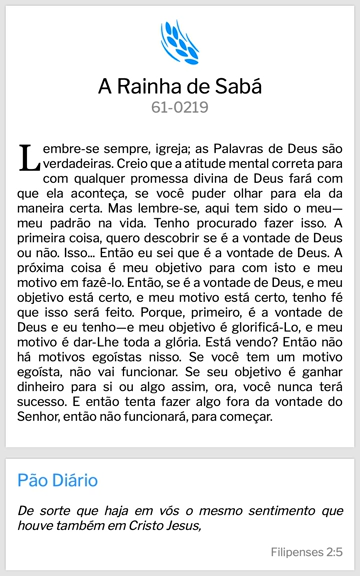 A Rainha de Sabá
61-0219
Lembre-se sempre, igreja; as Palavras de Deus são
verdadeiras. Creio que a atitude mental correta para
com qualquer promessa divina de Deus fará com
que ela aconteça, se você puder olhar para ela da
maneira certa. Mas lembre-se, aqui tem sido o meu—
meu padrão na vida. Tenho procurado fazer isso. A
primeira coisa, quero descobrir se é a vontade de Deus
ou não. Isso... Então eu sei que é a vontade de Deus. A
próxima coisa é meu objetivo para com isto e meu
motivo em fazê-lo. Então, se é a vontade de Deus, e meu
objetivo está certo, e meu motivo está certo, tenho fé
que isso será feito. Porque, primeiro, é a vontade de
Deus e eu tenho—e meu objetivo é glorificá-Lo, e meu
motivo é dar-Lhe toda a glória. Está vendo? Então não
há motivos egoístas nisso. Se você tem um motivo
egoísta, não vai funcionar. Se seu objetivo é ganhar
dinheiro para si ou algo assim, ora, você nunca terá
sucesso. E então tenta fazer algo fora da vontade do
Senhor, então não funcionará, para começar.
Pão Diário
De sorte que haja em vós o mesmo sentimento que
houve também em Cristo Jesus,
Filipenses 2:5